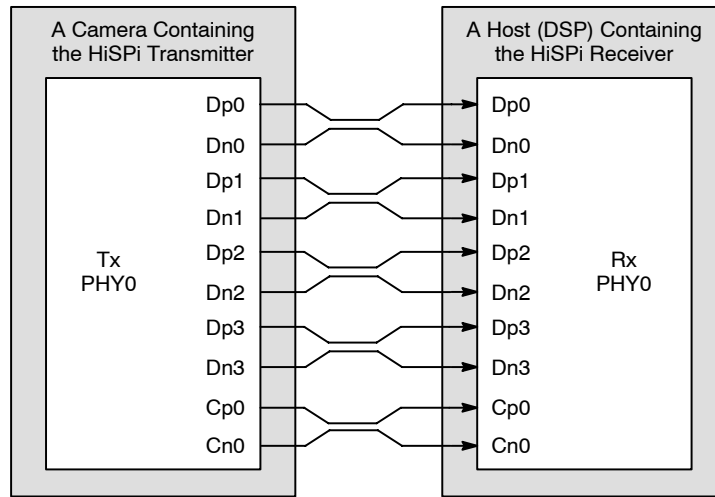 A Camera Containing
the HiSPi Transmitter
Tx
PHY0
Dp0
Dn0
Dp1
Dn1
Dp2
Dn2
Dp3
Dn3
Cp0
Cn0
A Host (DSP) Containing
the HiSPi Receiver
Dp0
Dn0
Dp1
Dn1
Dp2
Dn2
Dp3
Dn3
Cp0
Cn0
Rx
PHY0